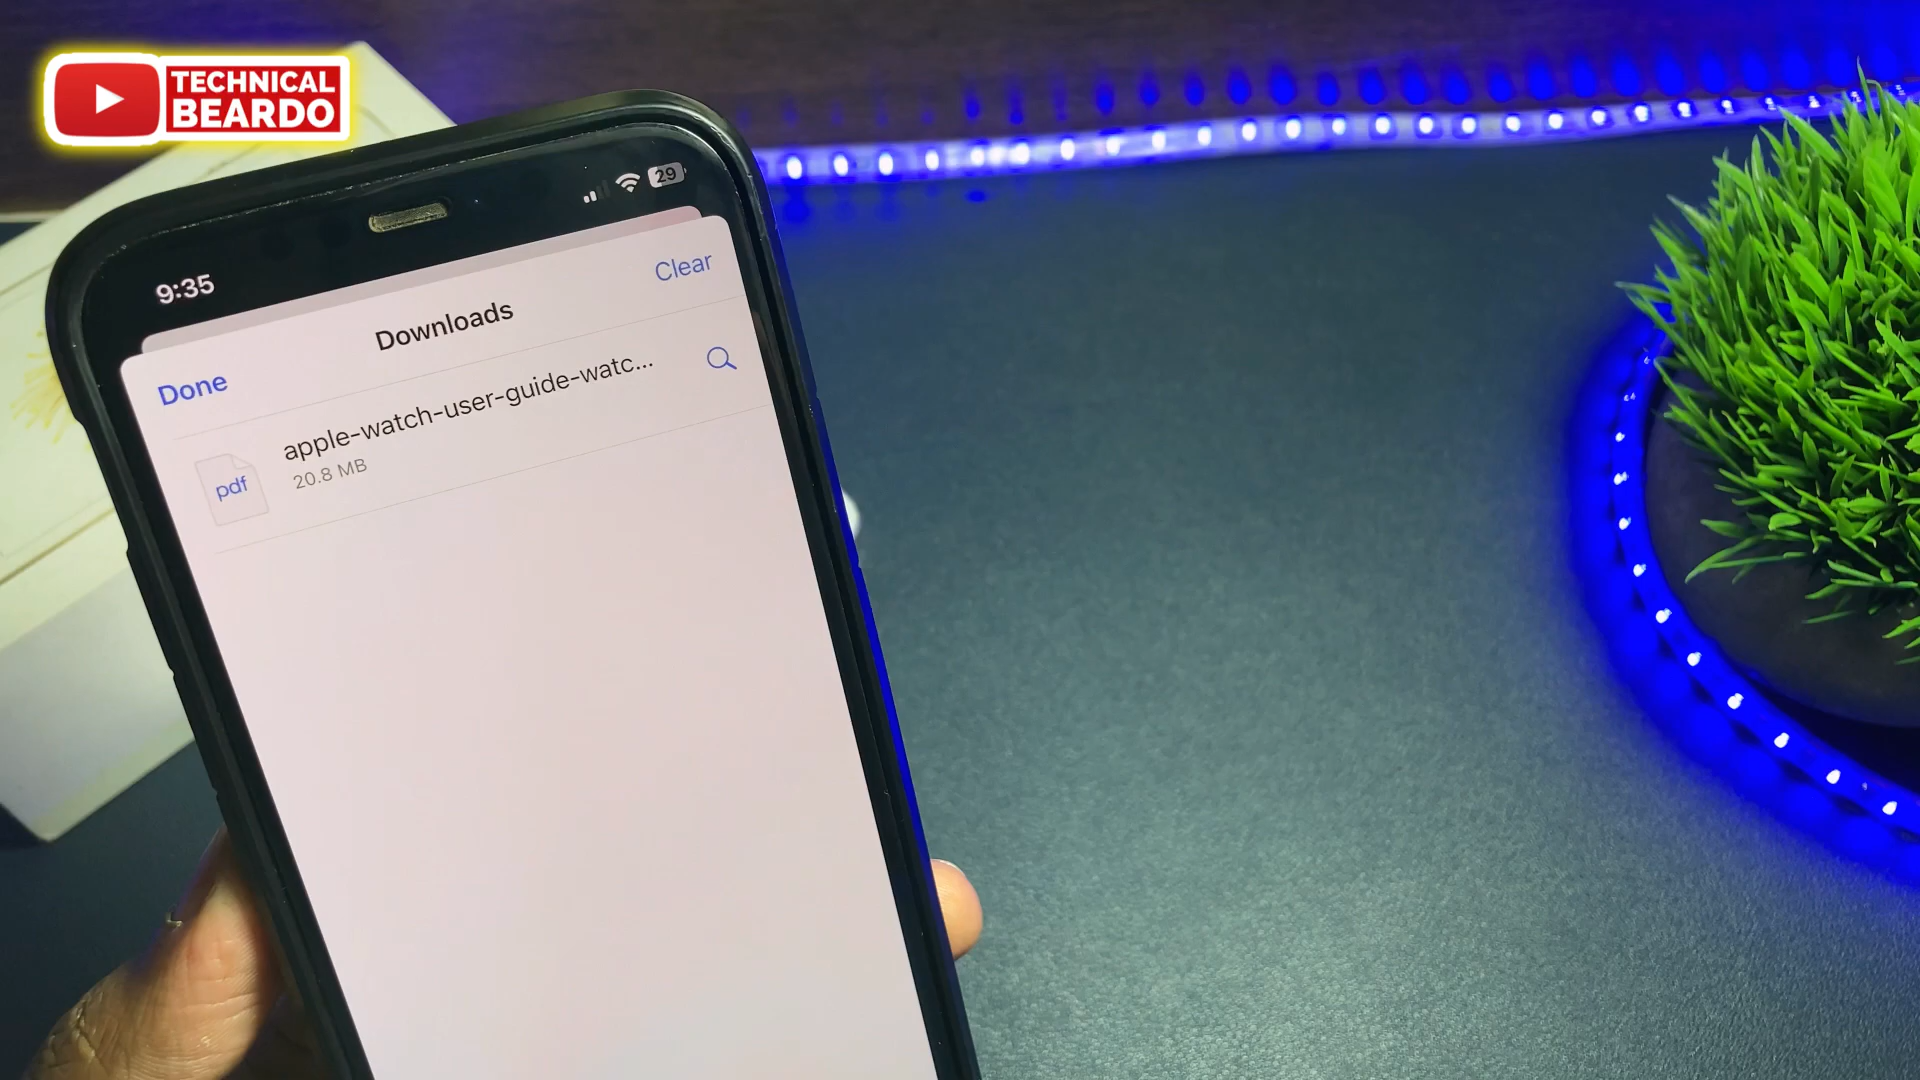 TECHNICAL
BEARDO
9:35
29
Clear
Downloads
Done
apple-watch-user-guide-watc...
20.8 MB
pdf